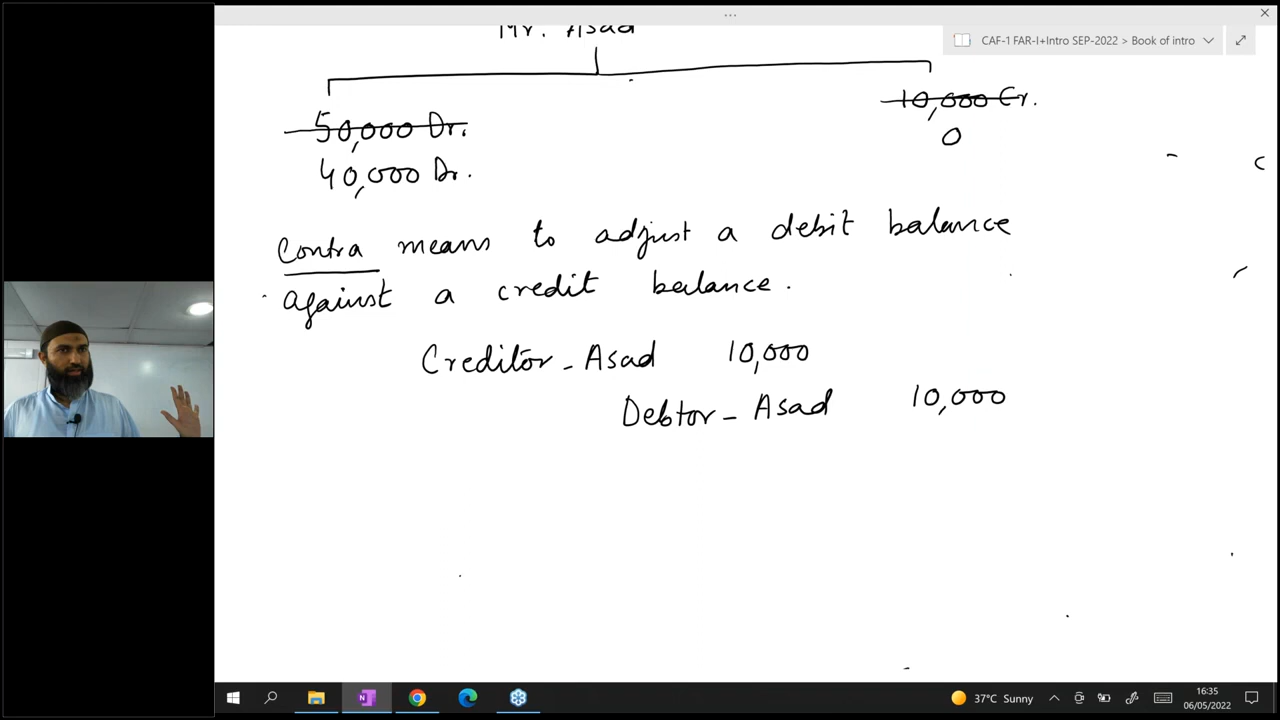 CAF-1 FAR-I+Intro SEP-2022 > Book of intro
Mr. Asad
50,000 Dr.
10,000 Cr.
0
40,000 Dr.
Contra means to adjust a debit balance
against a credit balance.
Creditor - Asad 10,000
Debtor - Asad 10,000
37°C Sunny
16:35
06/05/2022